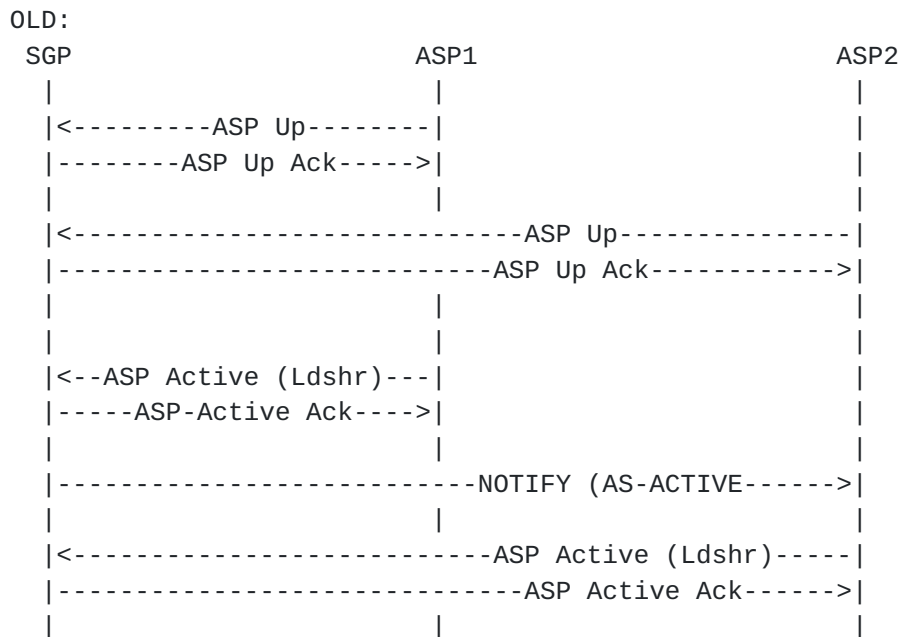 OLD:
 SGP                     ASP1                       ASP2
  |                        |                          |
  |<---------ASP Up--------|                          |
  |--------ASP Up Ack----->|                          |
  |                        |                          |
  |<-----------------------------ASP Up---------------|
  |---------------------------ASP Up Ack------------>|
  |                        |                          |
  |                        |                          |
  |<--ASP Active (Ldshr)---|                          |
  |-----ASP-Active Ack---->|                          |
  |                        |                          |
  |--------------------------NOTIFY (AS-ACTIVE------>|
  |                        |                          |
  |<---------------------------ASP Active (Ldshr)-----|
  |-----------------------------ASP Active Ack------>|
  |                        |                          |